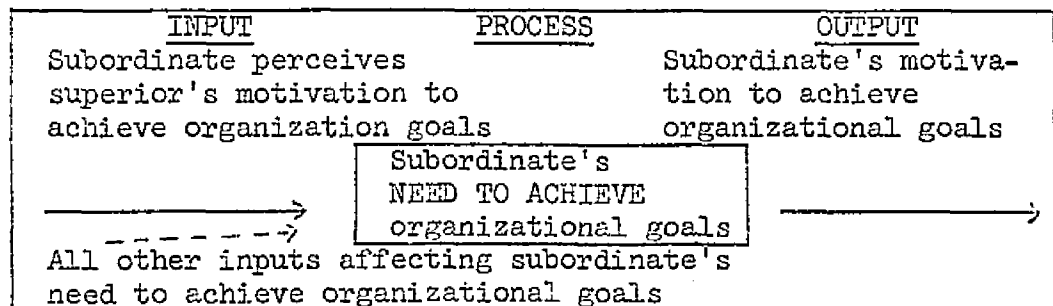 INPUT PROCESS OUTPUT
Subordinate perceives Subordinate's motiva-
superior's motivation to tion to achieve
achieve organization goals organizational goals
Subordinate's
NEED TO ACHIEVE
organizational goals
All other inputs affecting subordinate's
need to achieve organizational goals